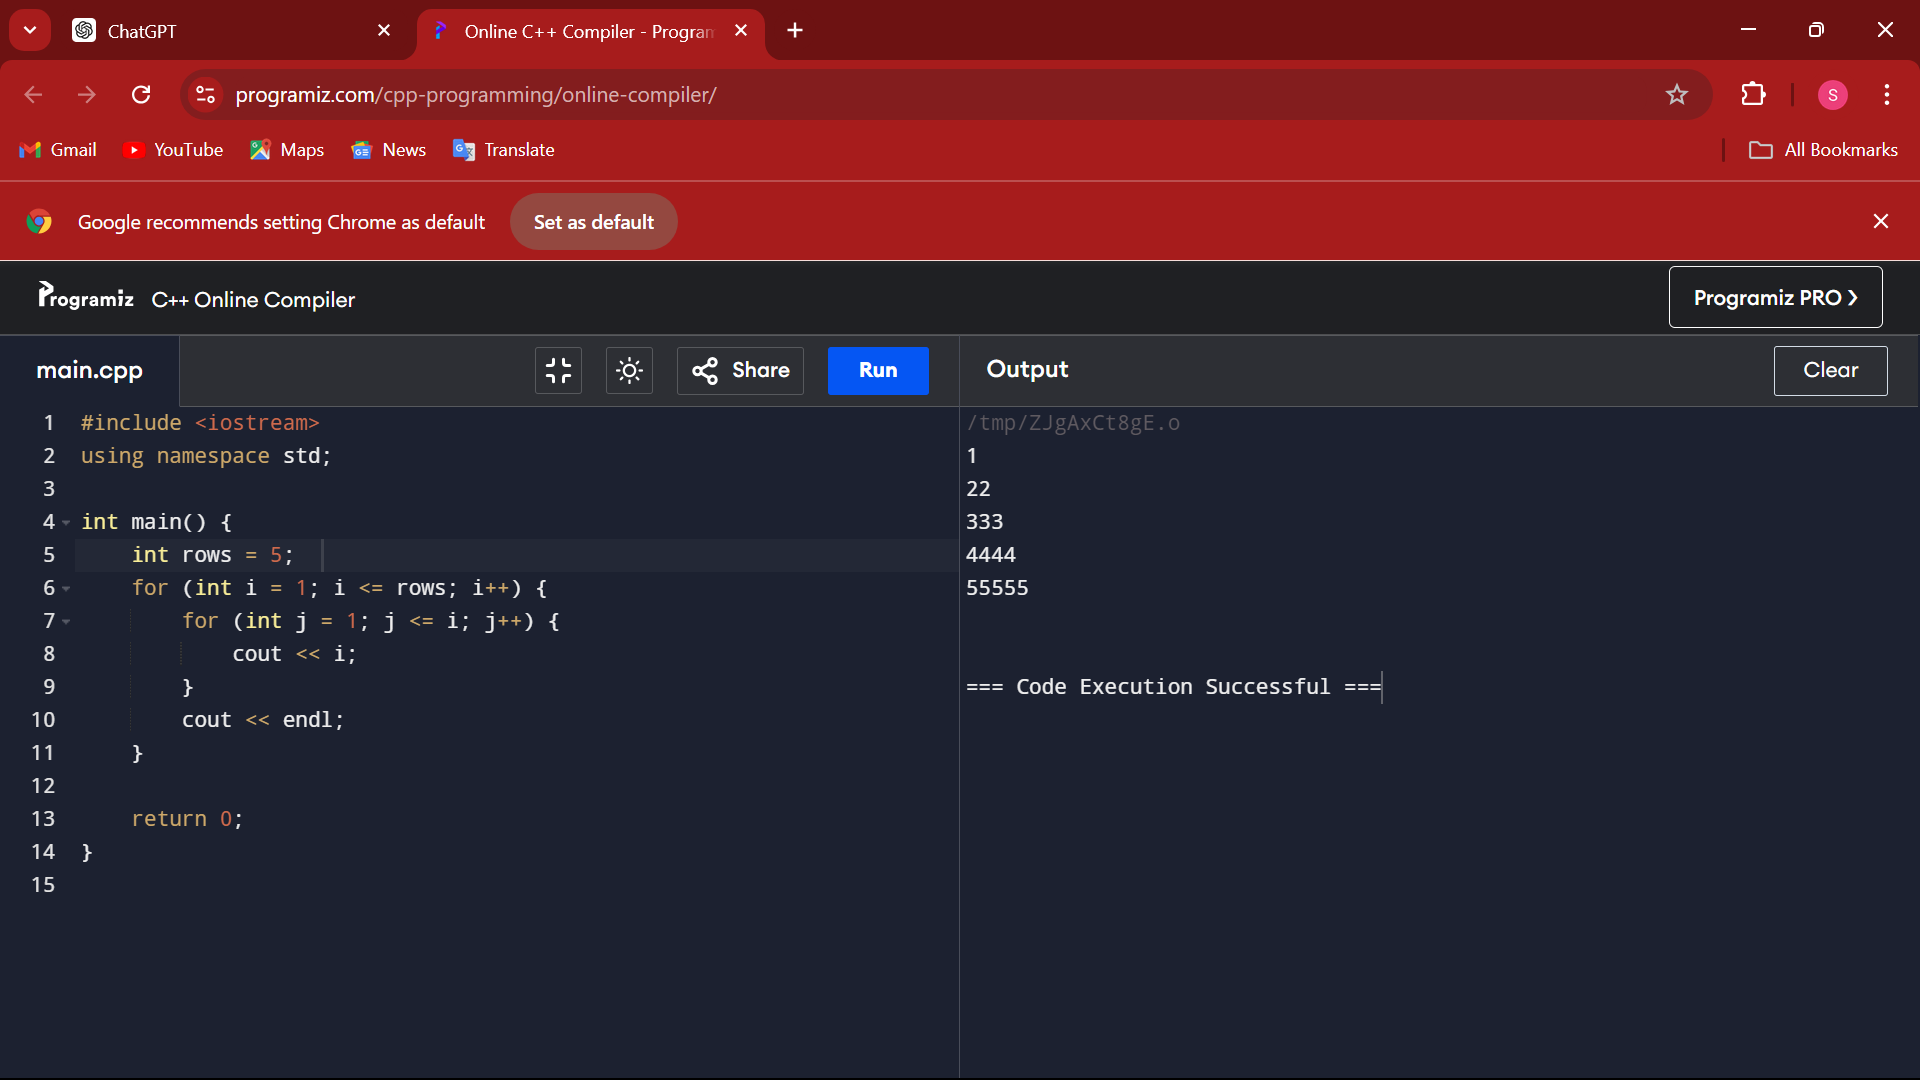 ChatGPT
Online C++ Compiler - Program
programiz.com/cpp-programming/online-compiler/
S
Gmail
YouTube
Maps
News
Translate
All Bookmarks
Google recommends setting Chrome as default
Set as default
Programiz C++ Online Compiler
Programiz PRO ❯
main.cpp
Share
Run
Output
Clear
1 #include <iostream>
2 using namespace std;
3
4 int main() {
5     int rows = 5;
6     for (int i = 1; i <= rows; i++) {
7         for (int j = 1; j <= i; j++) {
8             cout << i;
9         }
10         cout << endl;
11     }
12
13     return 0;
14 }
15
/tmp/ZJgAxCt8gE.o
1
22
333
4444
55555
=== Code Execution Successful ===